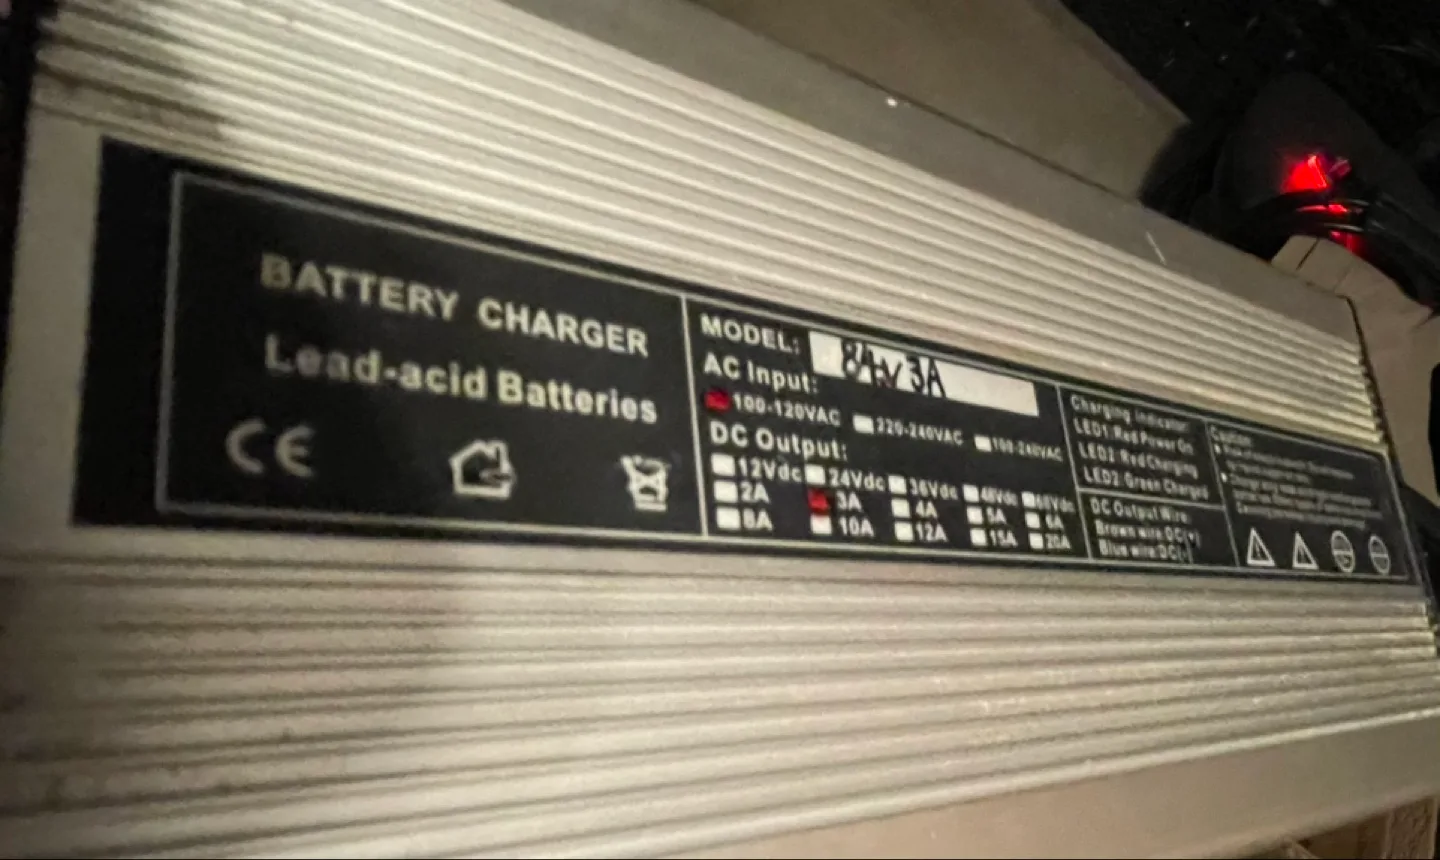 BATTERY CHARGER
Lead-acid Batteries
CE
MODEL: 84V3A
AC Input:
100-120VAC 220-240VAC 100-240VAC
DC Output:
12Vdc 24Vdc 36Vdc 48Vdc 60Vdc
2A 3A 4A 5A 6A
8A 10A 12A 15A 20A
Charging Indicator:
LED1:Red Power On
LED2:Red Charging
LED2:Green Charged
DC Output Wire:
Brown wire:DC(+)
Blue wire:DC(-)
Caution